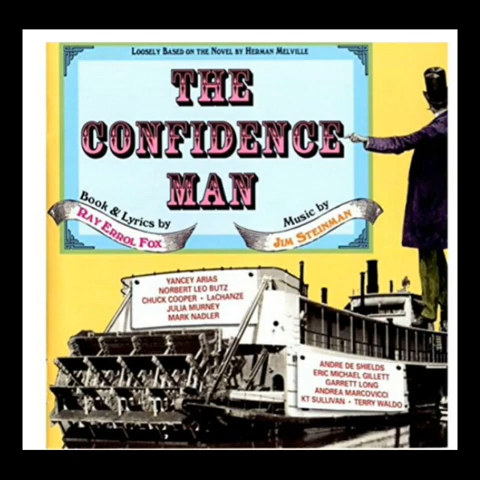 LOOSELY BASED ON THE NOVEL BY HERMAN MELVILLE
THE
CONFIDENCE
MAN
Book & Lyrics by
RAY ERROL FOX
Music by
JIM STEINMAN
YANCEY ARIAS
NORBERT LEO BUTZ
CHUCK COOPER • LACHANZE
JULIA MURNEY
MARK NADLER
ANDRE DE SHIELDS
ERIC MICHAEL GILLETT
GARRETT LONG
ANDREA MARCOVICCI
KT SULLIVAN • TERRY WALDO